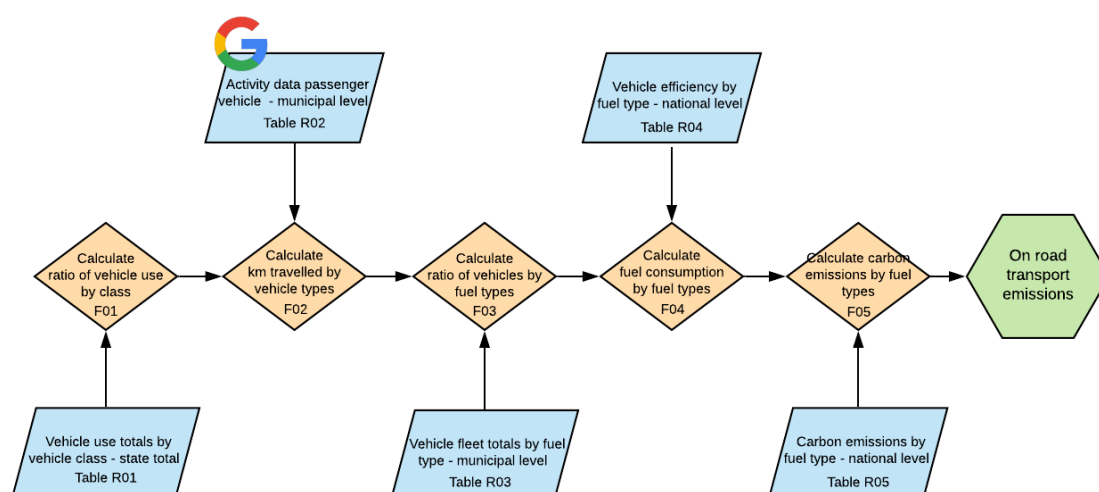 Activity data passenger
vehicle - municipal level
Table R02
Vehicle efficiency by
fuel type - national level
Table R04
Calculate
ratio of vehicle use
by class
F01
Calculate
km travelled by
vehicle types
F02
Calculate
ratio of vehicles by
fuel types
F03
Calculate
fuel consumption
by fuel types
F04
Calculate carbon
emissions by fuel
types
F05
On road
transport
emissions
Vehicle use totals by
vehicle class - state total
Table R01
Vehicle fleet totals by fuel
type - municipal level
Table R03
Carbon emissions by
fuel type - national level
Table R05